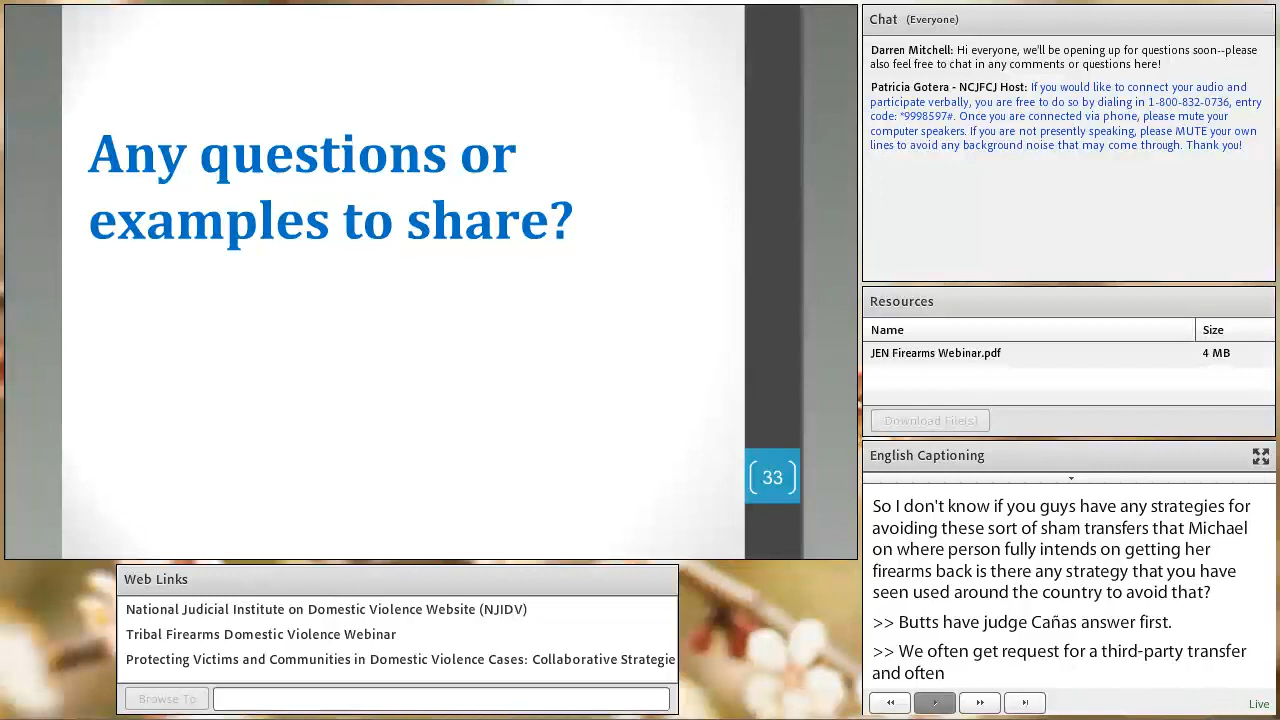 Any questions or
examples to share?
33
Chat (Everyone)
Darren Mitchell: Hi everyone, we'll be opening up for questions soon--please
also feel free to chat in any comments or questions here!
Patricia Gotera - NCJFCJ Host: If you would like to connect your audio and
participate verbally, you are free to do so by dialing in 1-800-832-0736, entry
code: *9998597#. Once you are connected via phone, please mute your
computer speakers. If you are not presently speaking, please MUTE your own
lines to avoid any background noise that may come through. Thank you!
Resources
Name Size
JEN Firearms Webinar.pdf 4 MB
Download File(s)
English Captioning
So I don't know if you guys have any strategies for
avoiding these sort of sham transfers that Michael
on where person fully intends on getting her
firearms back is there any strategy that you have
seen used around the country to avoid that?
>> Butts have judge Cañas answer first.
>> We often get request for a third-party transfer
and often
Live
Web Links
National Judicial Institute on Domestic Violence Website (NJIDV)
Tribal Firearms Domestic Violence Webinar
Protecting Victims and Communities in Domestic Violence Cases: Collaborative Strategie
Browse To